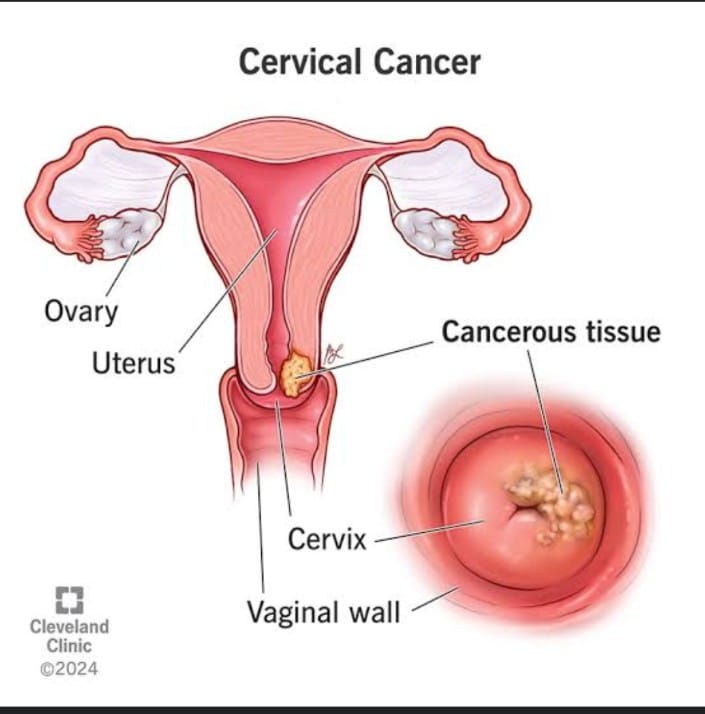 Cervical Cancer
Ovary
Uterus
Cancerous tissue
Cervix
Vaginal wall
Cleveland
Clinic
©2024